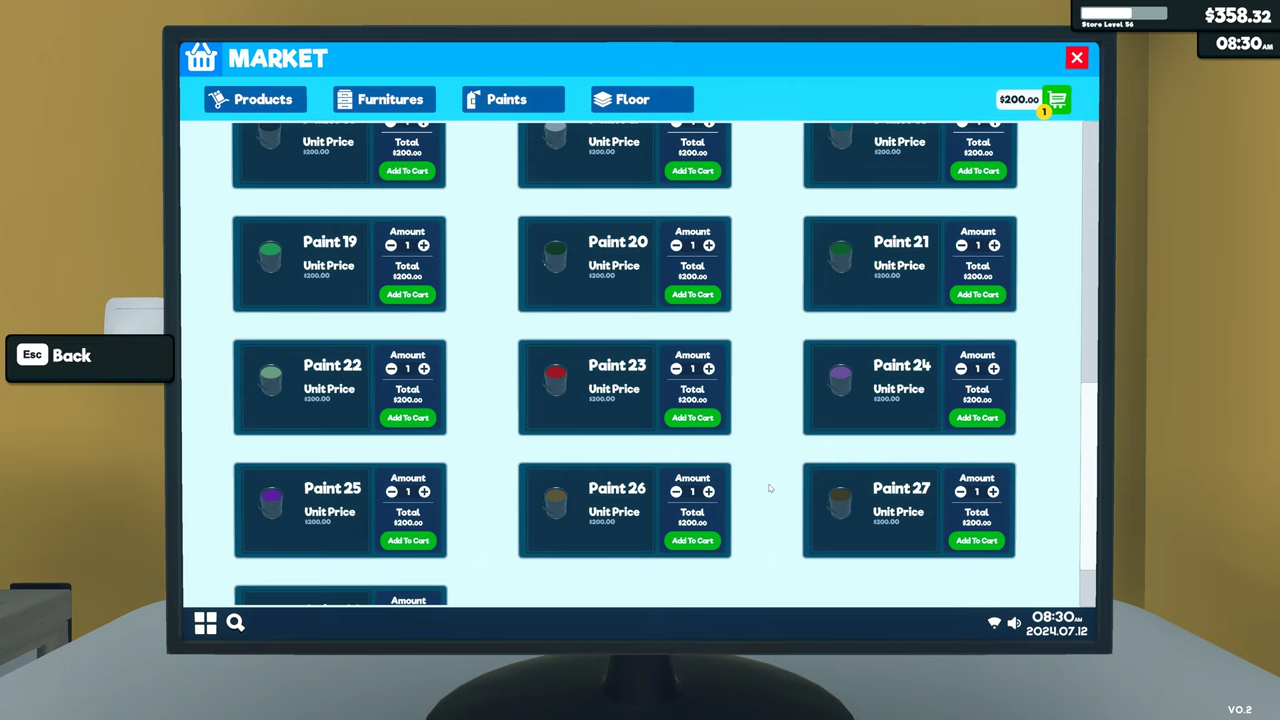 $358.32
Store Level 56
08:30AM
MARKET
Products
Furnitures
Paints
Floor
$200.00
1
Unit Price
$200.00
Total
$200.00
Add To Cart
Unit Price
$200.00
Total
$200.00
Add To Cart
Unit Price
$200.00
Total
$200.00
Add To Cart
Paint 19
Unit Price
$200.00
Amount
1
Total
$200.00
Add To Cart
Paint 20
Unit Price
$200.00
Amount
1
Total
$200.00
Add To Cart
Paint 21
Unit Price
$200.00
Amount
1
Total
$200.00
Add To Cart
Esc Back
Paint 22
Unit Price
$200.00
Amount
1
Total
$200.00
Add To Cart
Paint 23
Unit Price
$200.00
Amount
1
Total
$200.00
Add To Cart
Paint 24
Unit Price
$200.00
Amount
1
Total
$200.00
Add To Cart
Paint 25
Unit Price
$200.00
Amount
1
Total
$200.00
Add To Cart
Paint 26
Unit Price
$200.00
Amount
1
Total
$200.00
Add To Cart
Paint 27
Unit Price
$200.00
Amount
1
Total
$200.00
Add To Cart
Amount
08:30AM
2024.07.12
V0.2